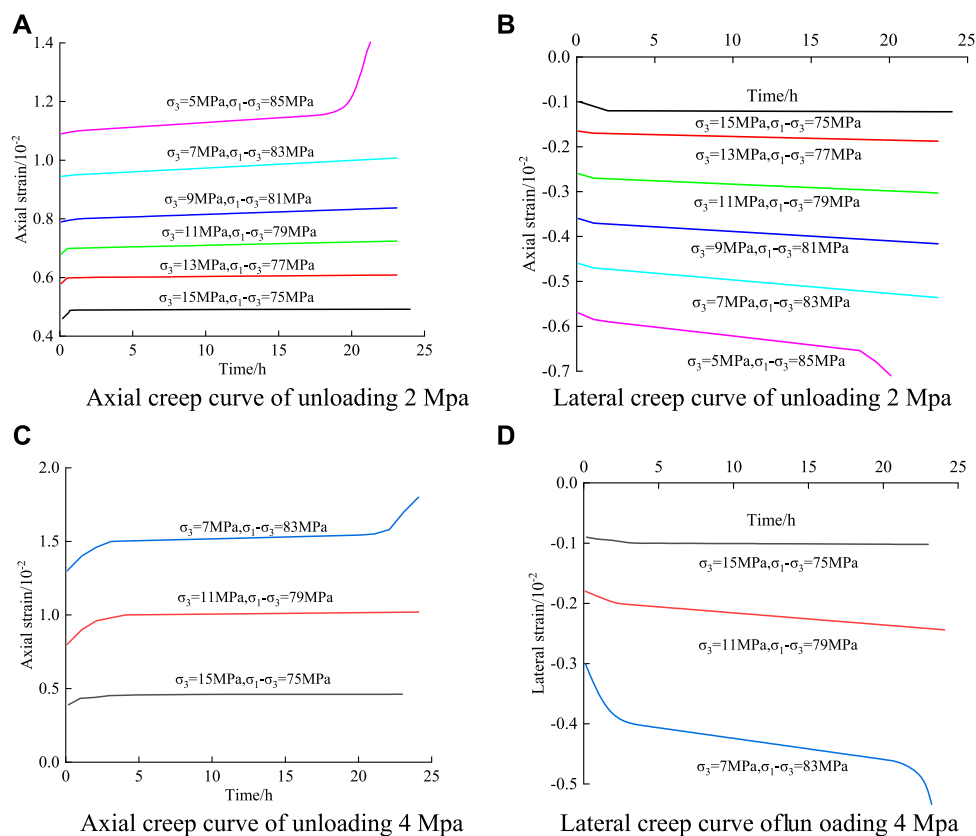 A
1.4
1.2
1.0
0.8
0.6
0.4
Axial strain/10⁻²
σ₃=5MPa,σ₁-σ₃=85MPa
σ₃=7MPa,σ₁-σ₃=83MPa
σ₃=9MPa,σ₁-σ₃=81MPa
σ₃=11MPa,σ₁-σ₃=79MPa
σ₃=13MPa,σ₁-σ₃=77MPa
σ₃=15MPa,σ₁-σ₃=75MPa
0 5 10 15 20 25
Time/h
Axial creep curve of unloading 2 Mpa
B
0 5 10 15 20 25
0.0
-0.1
-0.2
-0.3
-0.4
-0.5
-0.6
-0.7
Axial strain/10⁻²
Time/h
σ₃=15MPa,σ₁-σ₃=75MPa
σ₃=13MPa,σ₁-σ₃=77MPa
σ₃=11MPa,σ₁-σ₃=79MPa
σ₃=9MPa,σ₁-σ₃=81MPa
σ₃=7MPa,σ₁-σ₃=83MPa
σ₃=5MPa,σ₁-σ₃=85MPa
Lateral creep curve of unloading 2 Mpa
C
2.0
1.5
1.0
0.5
0.0
Axial strain/10⁻²
σ₃=7MPa,σ₁-σ₃=83MPa
σ₃=11MPa,σ₁-σ₃=79MPa
σ₃=15MPa,σ₁-σ₃=75MPa
0 5 10 15 20 25
Time/h
Axial creep curve of unloading 4 Mpa
D
0 5 10 15 20 25
0.0
-0.1
-0.2
-0.3
-0.4
-0.5
Lateral strain/10⁻²
Time/h
σ₃=15MPa,σ₁-σ₃=75MPa
σ₃=11MPa,σ₁-σ₃=79MPa
σ₃=7MPa,σ₁-σ₃=83MPa
Lateral creep curve oflun oading 4 Mpa